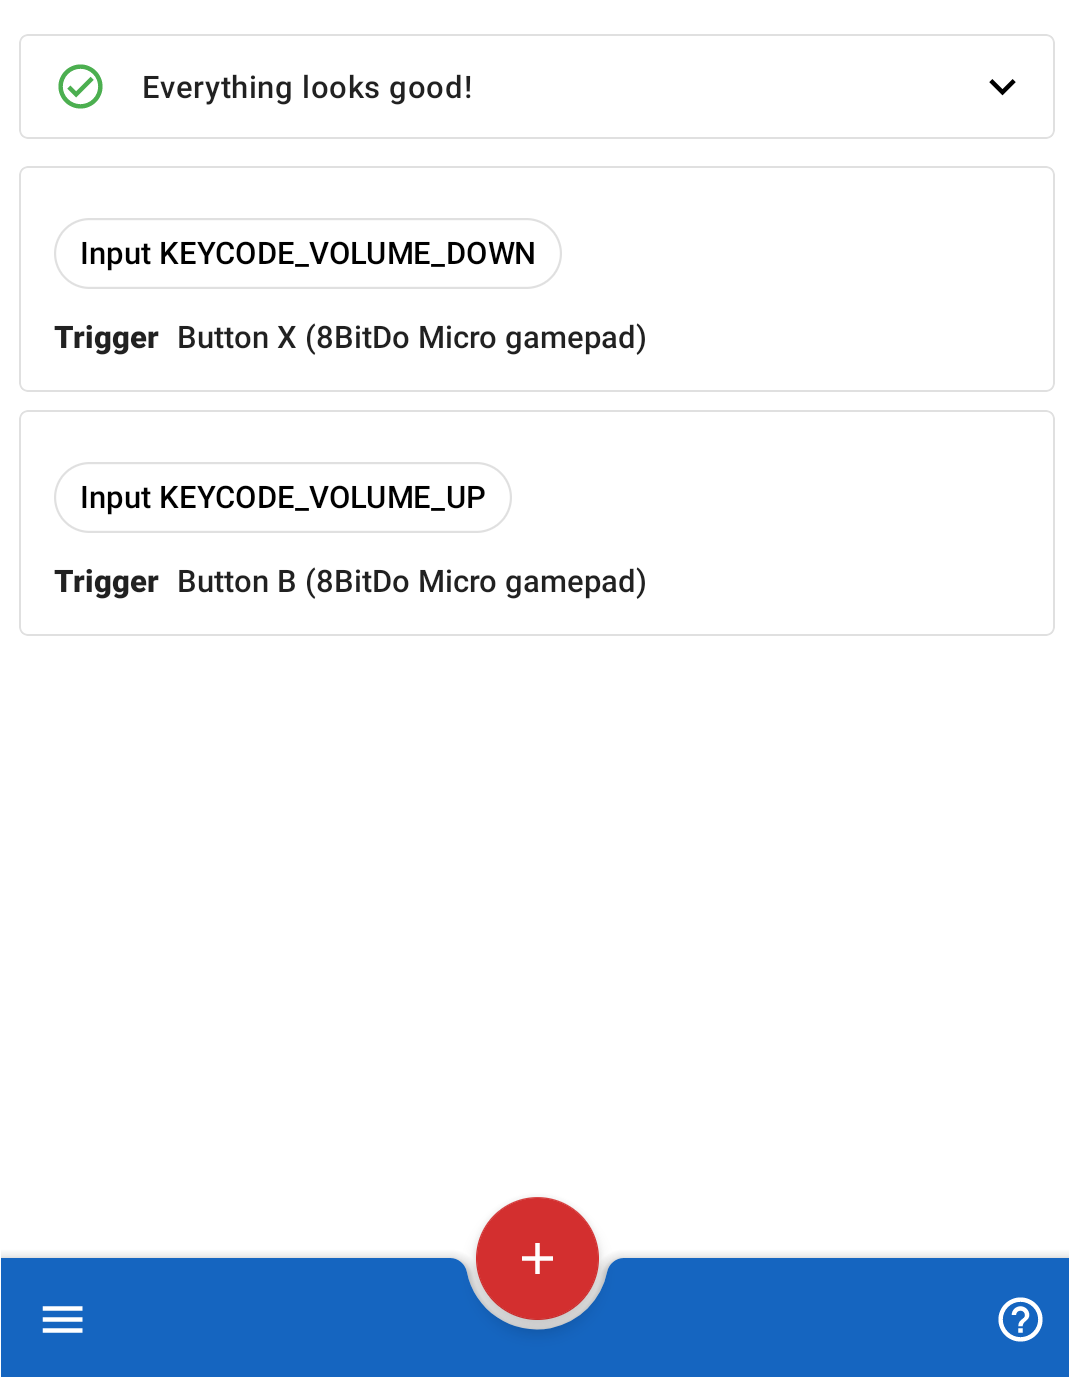 Everything looks good!
Input KEYCODE_VOLUME_DOWN
Trigger Button X (8BitDo Micro gamepad)
Input KEYCODE_VOLUME_UP
Trigger Button B (8BitDo Micro gamepad)